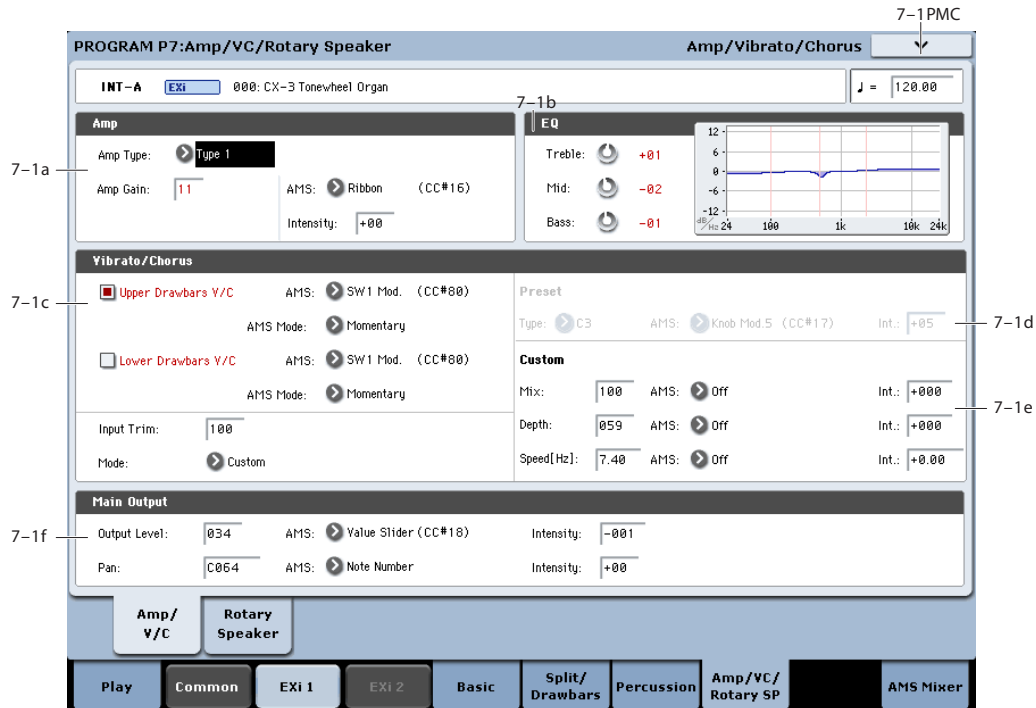 7-1PMC
PROGRAM P7:Amp/VC/Rotary Speaker Amp/Vibrato/Chorus
INT-A EXi 000: CX-3 Tonewheel Organ ♩ = 120.00
7-1b
Amp
EQ
7-1a
Amp Type: Type 1
Amp Gain: 11 AMS: Ribbon (CC#16)
Intensity: +00
Treble: +01
Mid: -02
Bass: -01
12
6
0
-6
-12
dB/Hz 24 100 1k 10k 24k
Vibrato/Chorus
7-1c
Upper Drawbars V/C AMS: SW1 Mod. (CC#80)
AMS Mode: Momentary
Lower Drawbars V/C AMS: SW1 Mod. (CC#80)
AMS Mode: Momentary
Input Trim: 100
Mode: Custom
Preset
Type: C3 AMS: Knob Mod.5 (CC#17) Int.: +05
7-1d
Custom
Mix: 100 AMS: Off Int.: +000
7-1e
Depth: 059 AMS: Off Int.: +000
Speed[Hz]: 7.40 AMS: Off Int.: +0.00
Main Output
7-1f
Output Level: 034 AMS: Value Slider (CC#18) Intensity: -001
Pan: C064 AMS: Note Number Intensity: +00
Amp/
V/C
Rotary
Speaker
Play
Common
EXi 1
EXi 2
Basic
Split/
Drawbars
Percussion
Amp/VC/
Rotary SP
AMS Mixer